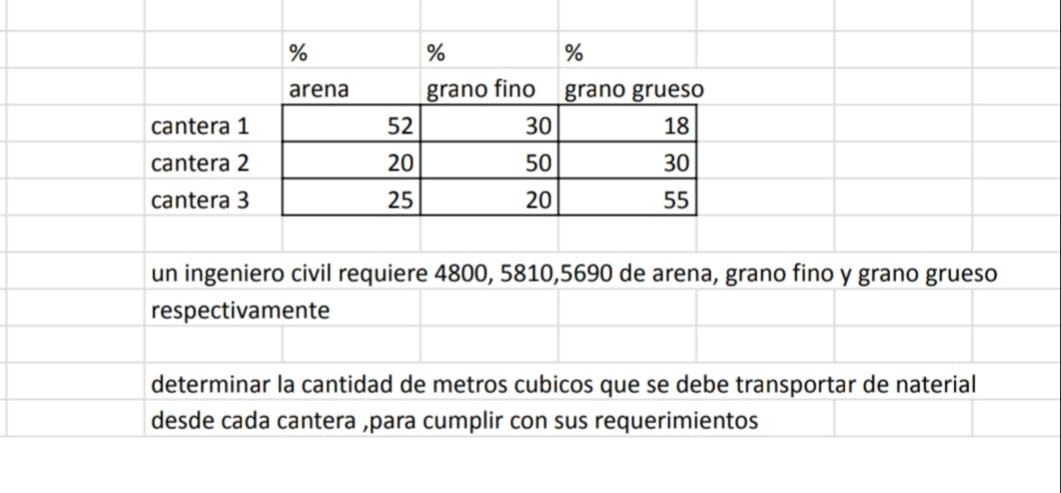 % % %
arena grano fino grano grueso
cantera 1 52 30 18
cantera 2 20 50 30
cantera 3 25 20 55
un ingeniero civil requiere 4800, 5810,5690 de arena, grano fino y grano grueso
respectivamente
determinar la cantidad de metros cubicos que se debe transportar de naterial
desde cada cantera ,para cumplir con sus requerimientos